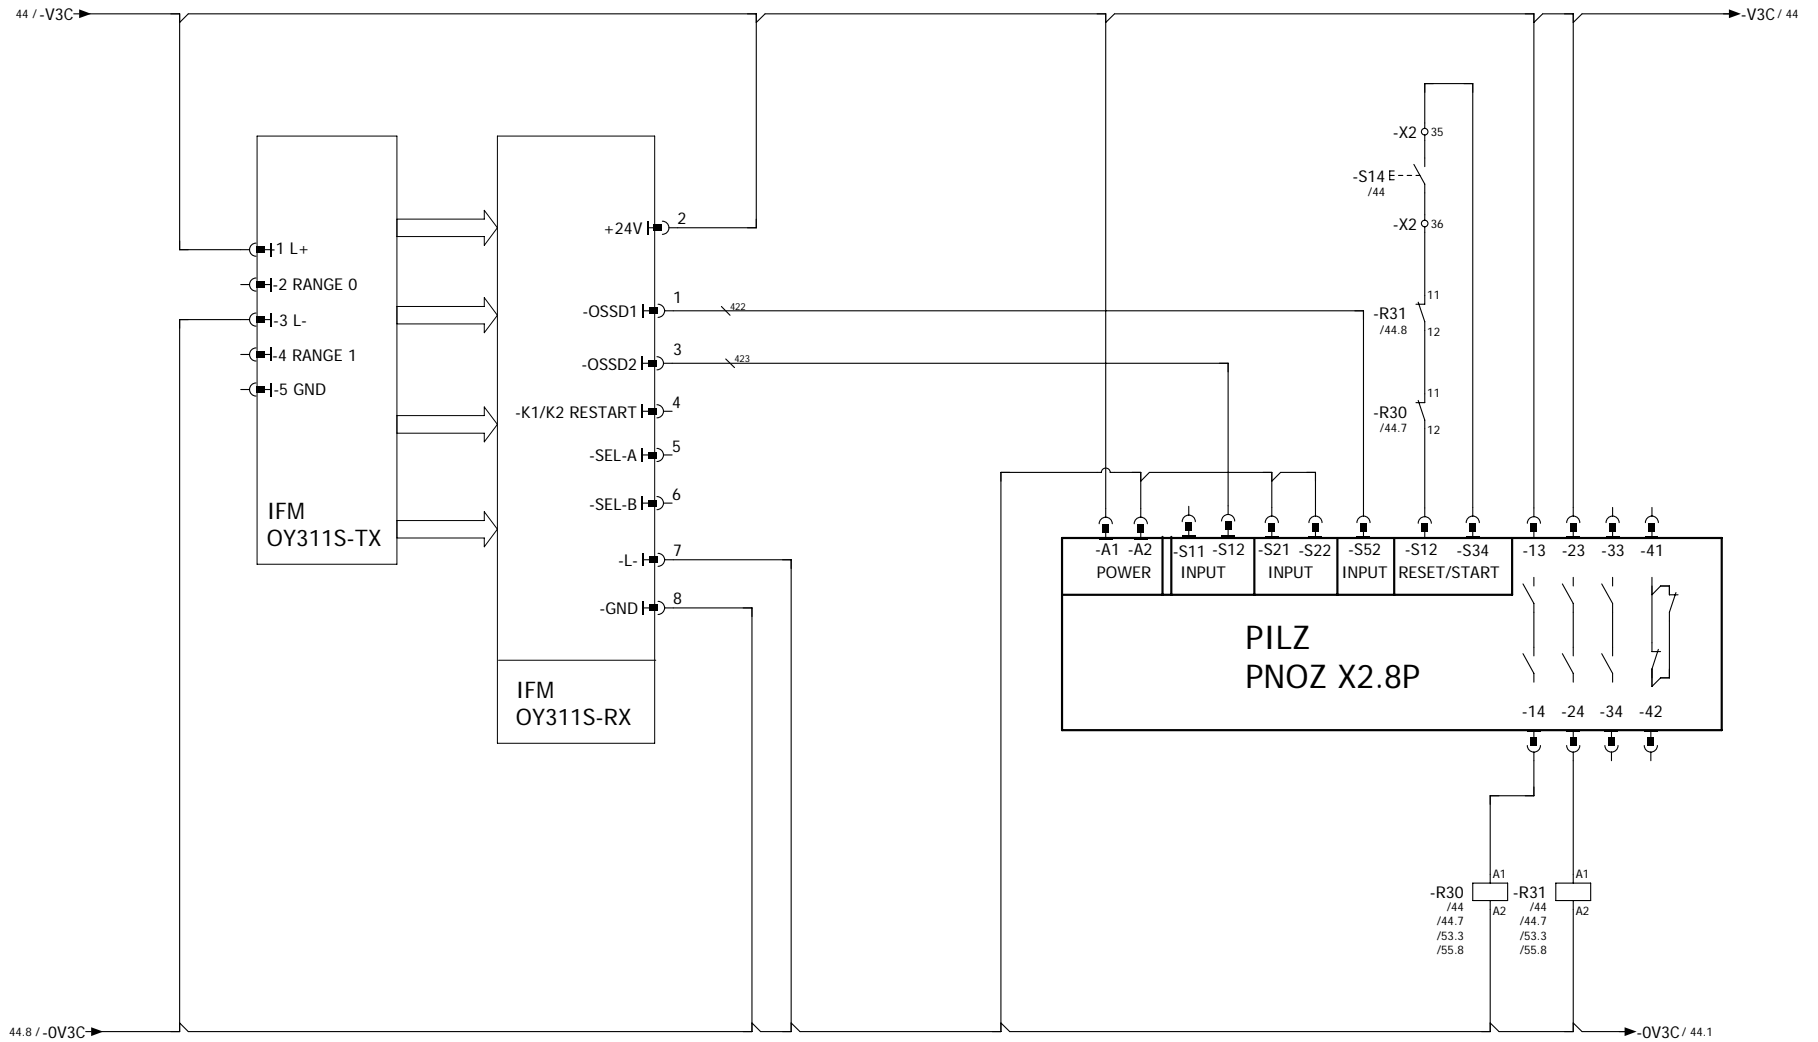 44 / -V3C
-V3C / 44
-X2 35
-S14 E
/44
-X2 36
+24V 2
-1 L+
-2 RANGE 0
-3 L-
-4 RANGE 1
-5 GND
-OSSD1 1
422
-OSSD2 3
423
-K1/K2 RESTART 4
-SEL-A 5
-SEL-B 6
-L- 7
-GND 8
11
-R31
/44.8
12
11
-R30
/44.7
12
IFM
OY311S-TX
IFM
OY311S-RX
-A1 -A2 -S11 -S12 -S21 -S22 -S52 -S12 -S34 -13 -23 -33 -41
POWER INPUT INPUT INPUT RESET/START
PILZ
PNOZ X2.8P
-14 -24 -34 -42
A1 A1
-R30 -R31
A2 A2
/44 /44
/44.7 /44.7
/53.3 /53.3
/55.8 /55.8
44.8 / -0V3C
-0V3C / 44.1